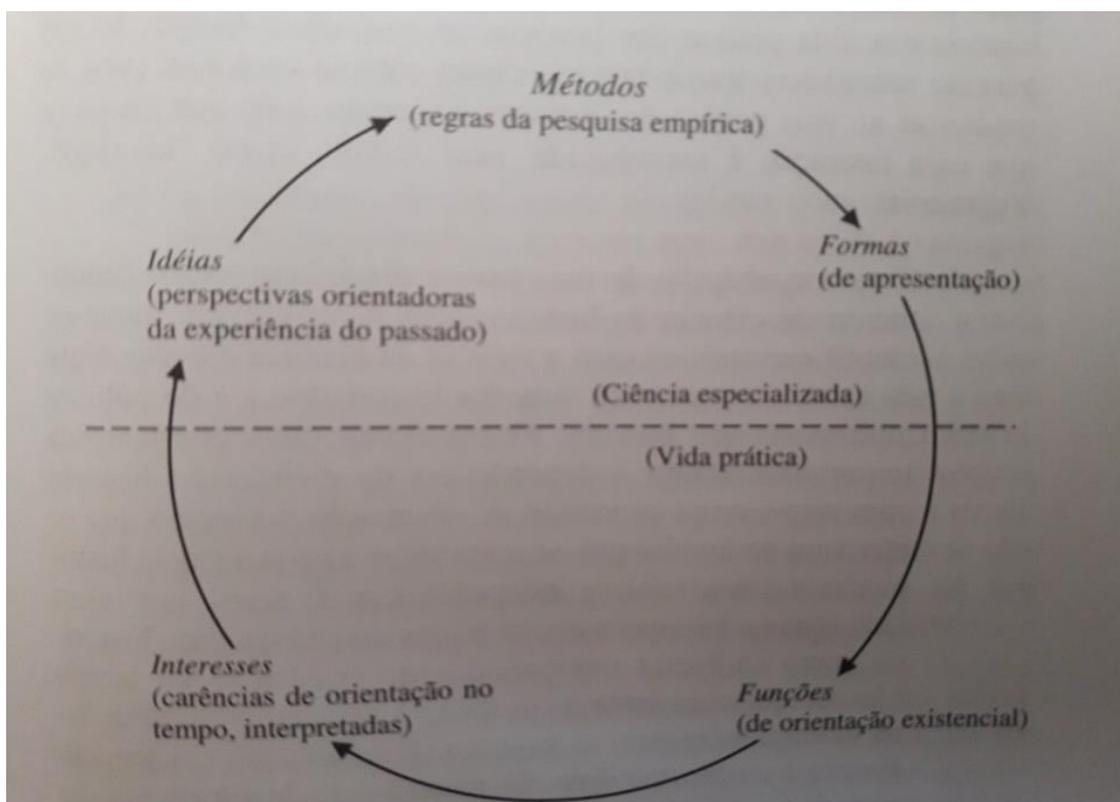 Métodos
(regras da pesquisa empírica)
Formas
(de apresentação)
Idéias
(perspectivas orientadoras
da experiência do passado)
(Ciência especializada)
(Vida prática)
Interesses
(carências de orientação no
tempo, interpretadas)
Funções
(de orientação existencial)